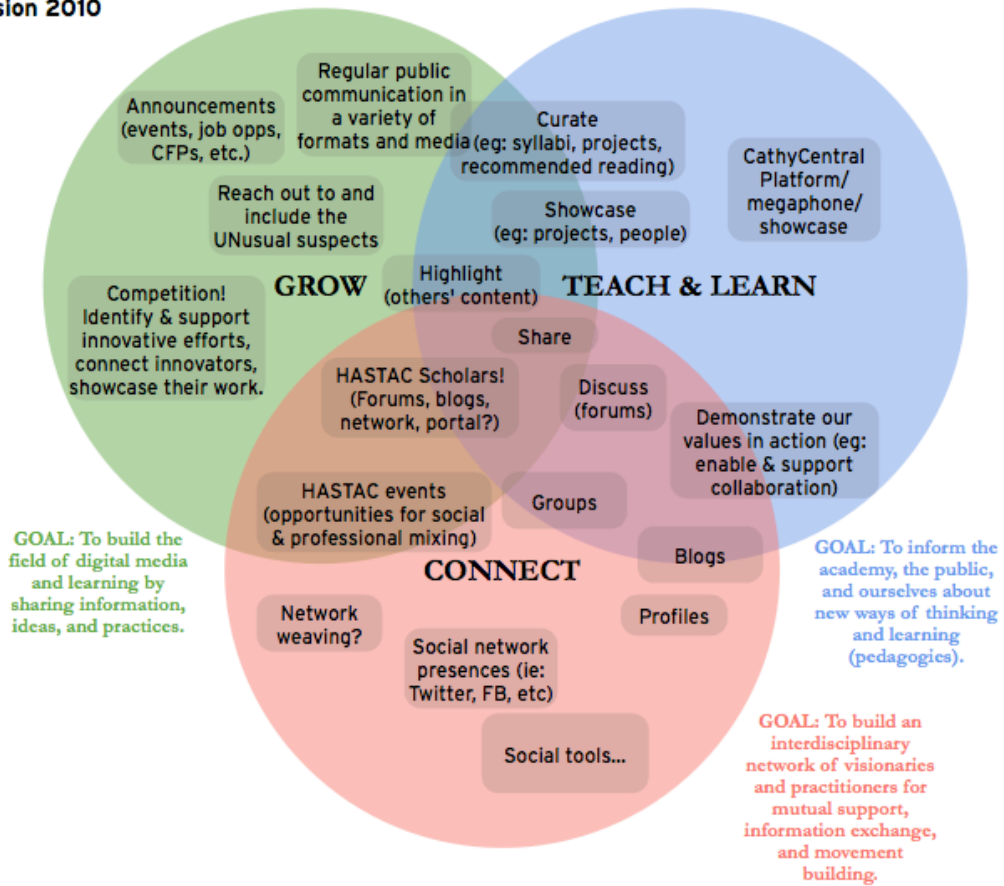 sion 2010
Regular public
communication in
a variety of
formats and media
Announcements
(events, job opps,
CFPs, etc.)
Curate
(eg: syllabi, projects,
recommended reading)
CathyCentral
Platform/
megaphone/
showcase
Reach out to and
include the
UNusual suspects
Showcase
(eg: projects, people)
GROW
Highlight
(others' content)
TEACH & LEARN
Competition!
Identify & support
innovative efforts,
connect innovators,
showcase their work.
Share
HASTAC Scholars!
(Forums, blogs,
network, portal?)
Discuss
(forums)
Demonstrate our
values in action (eg:
enable & support
collaboration)
HASTAC events
(opportunities for social
& professional mixing)
Groups
GOAL: To build the
field of digital media
and learning by
sharing information,
ideas, and practices.
CONNECT
Blogs
GOAL: To inform the
academy, the public,
and ourselves about
new ways of thinking
and learning
(pedagogies).
Network
weaving?
Profiles
Social network
presences (ie:
Twitter, FB, etc)
Social tools...
GOAL: To build an
interdisciplinary
network of visionaries
and practitioners for
mutual support,
information exchange,
and movement
building.